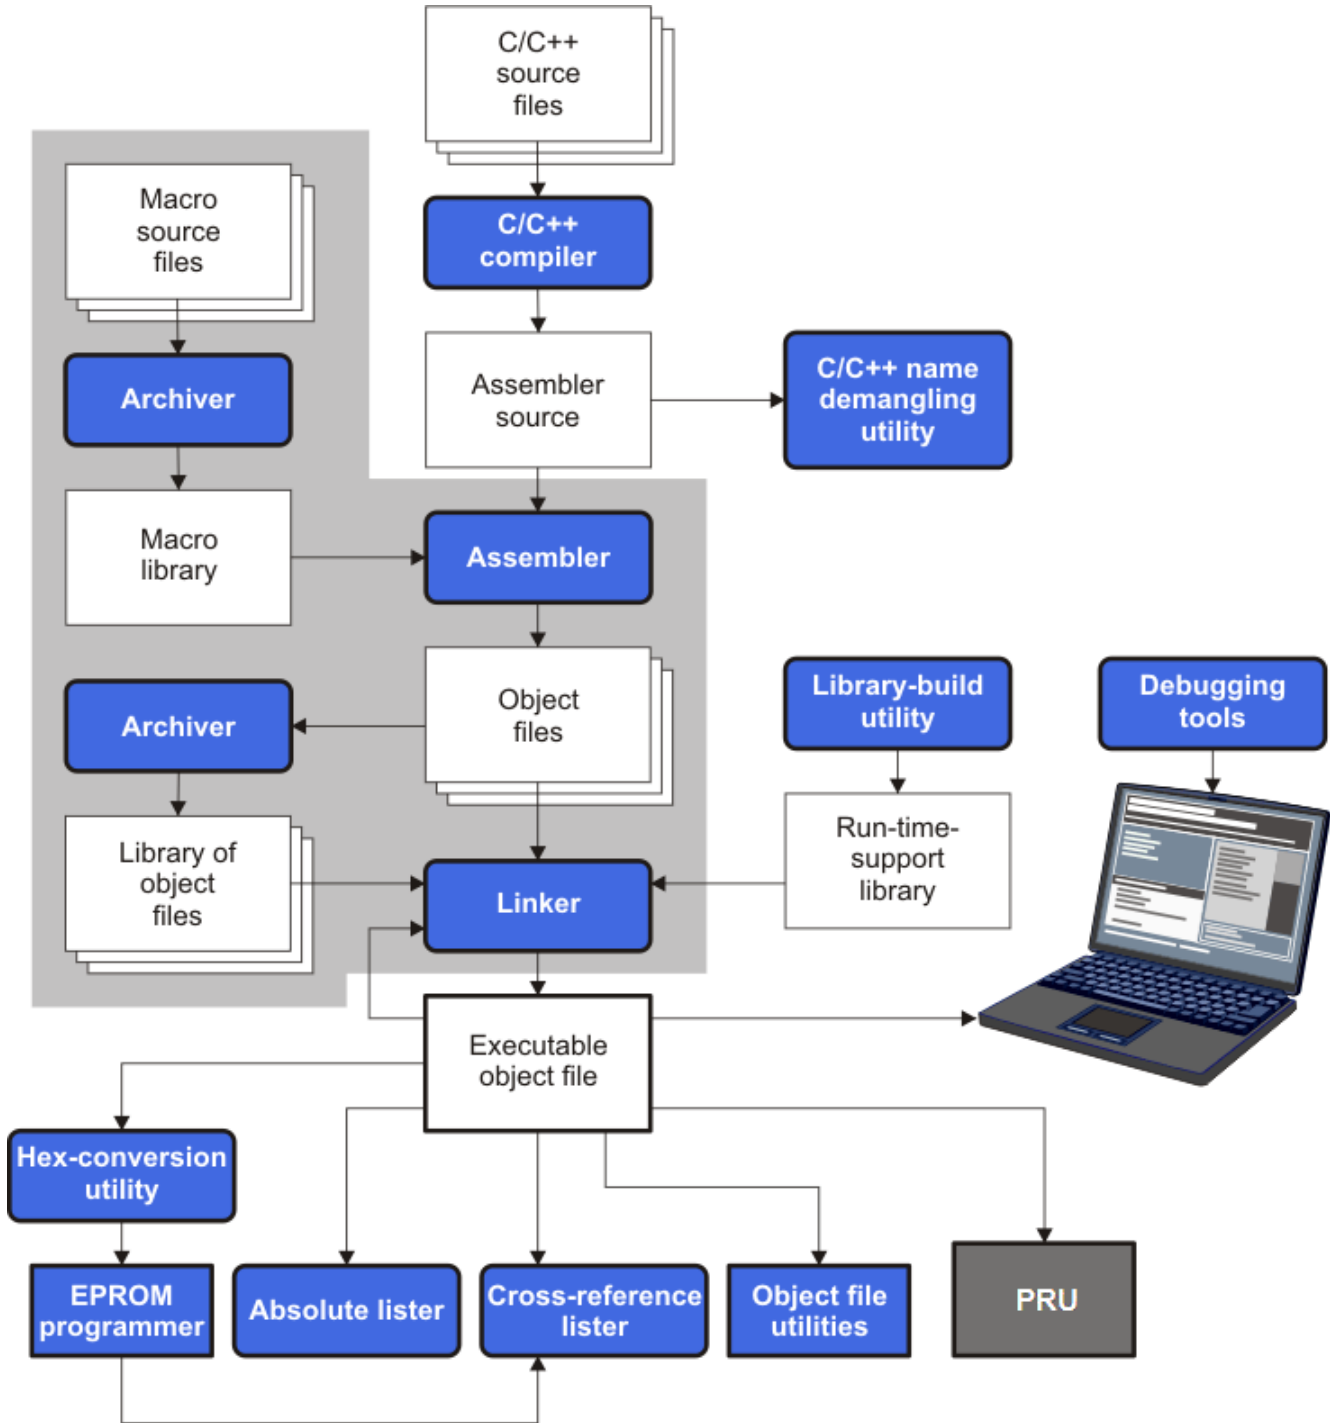 C/C++
source
files
Macro
source
files
C/C++
compiler
Archiver
Assembler
source
C/C++ name
demangling
utility
Macro
library
Assembler
Archiver
Object
files
Library-build
utility
Debugging
tools
Library of
object
files
Linker
Run-time-
support
library
Executable
object file
Hex-conversion
utility
EPROM
programmer
Absolute lister
Cross-reference
lister
Object file
utilities
PRU